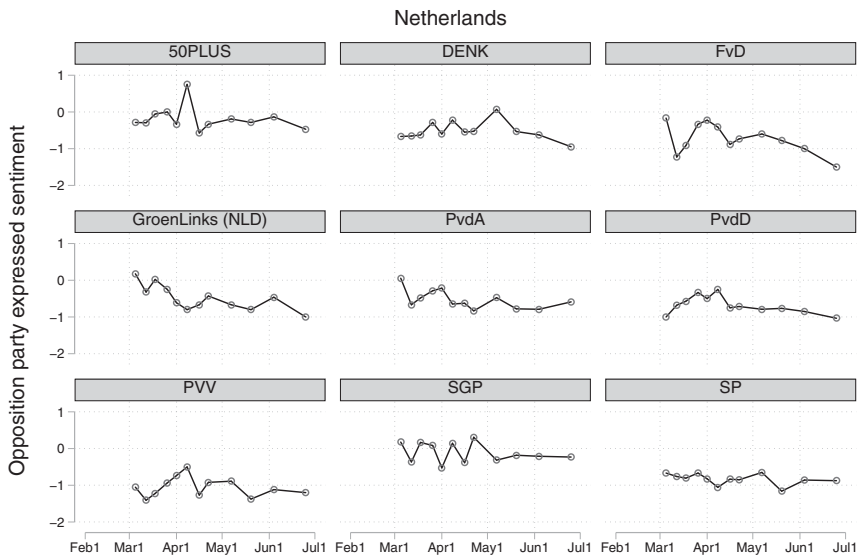 Netherlands
50PLUS DENK FvD
1
0
−1
−2
GroenLinks (NLD) PvdA PvdD
1
0
−1
−2
PVV SGP SP
1
0
−1
−2
Feb1 Mar1 Apr1 May1 Jun1 Jul1 Feb1 Mar1 Apr1 May1 Jun1 Jul1 Feb1 Mar1 Apr1 May1 Jun1 Jul1
Opposition party expressed sentiment